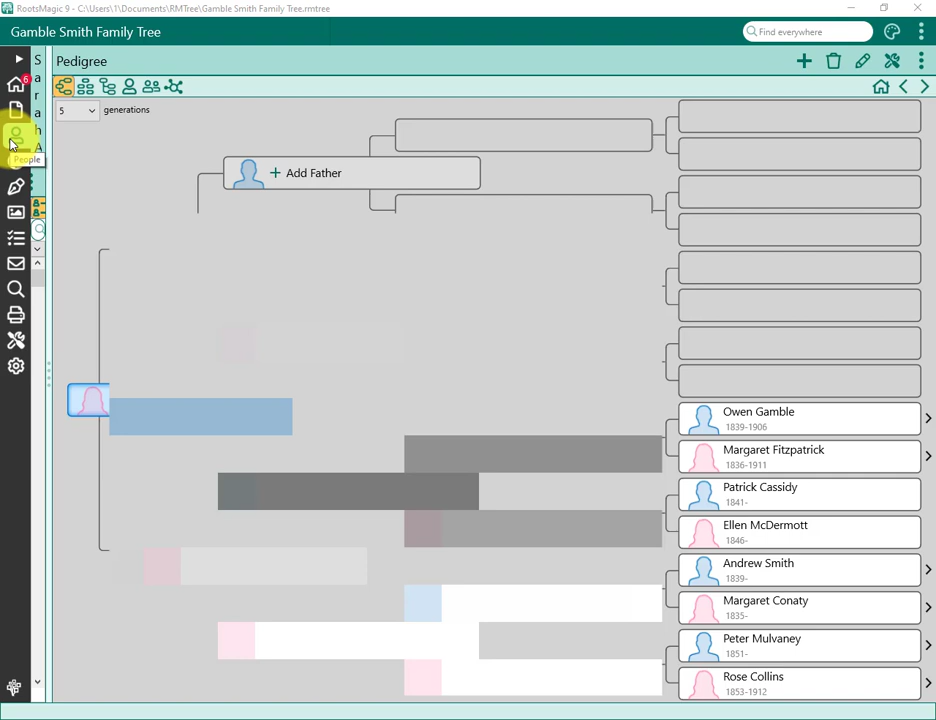 RootsMagic 9 - C:\Users\1\Documents\RMTree\Gamble Smith Family Tree.rmtree
Gamble Smith Family Tree
Find everywhere
Pedigree
5 generations
6
S
a
r
a
h
A
People
Add Father
Owen Gamble
1839-1906
Margaret Fitzpatrick
1836-1911
Patrick Cassidy
1841-
Ellen McDermott
1846-
Andrew Smith
1839-
Margaret Conaty
1835-
Peter Mulvaney
1851-
Rose Collins
1853-1912